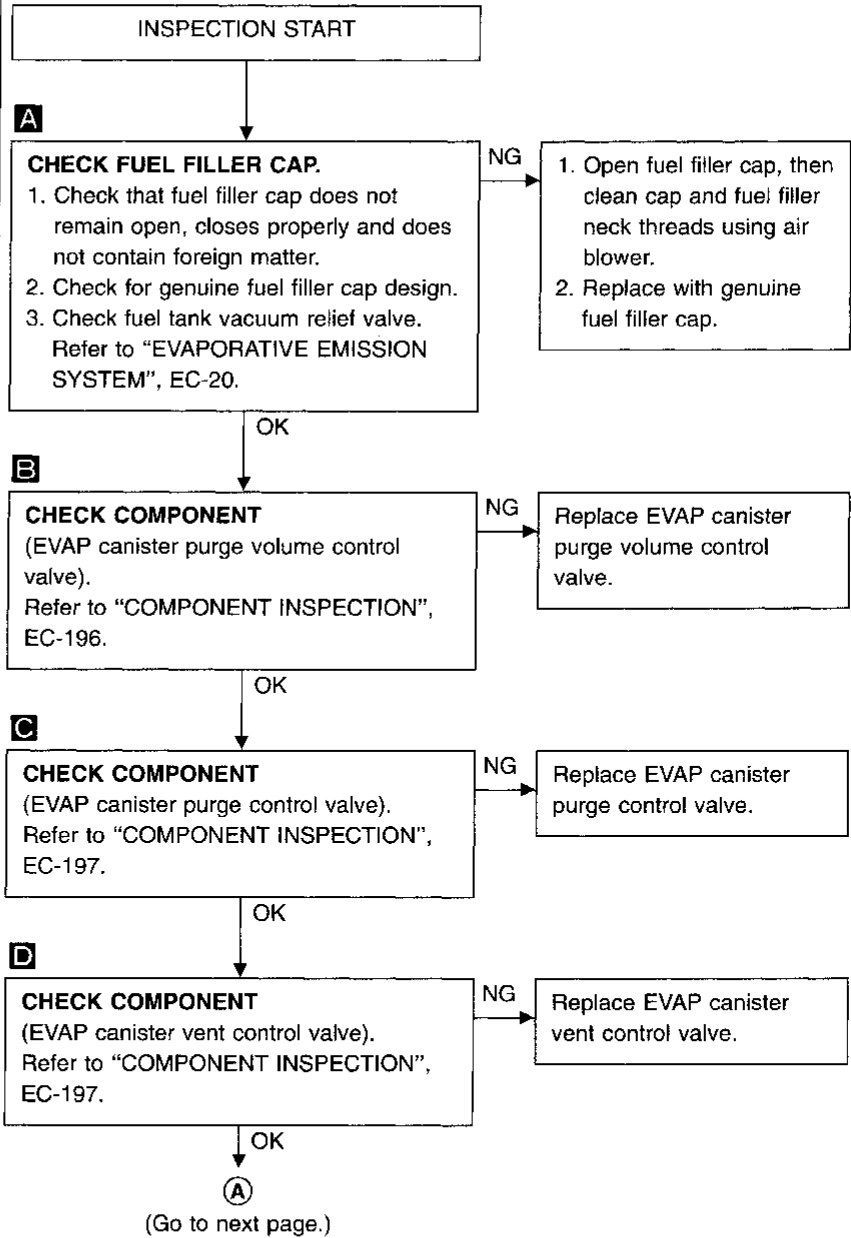 INSPECTION START
A
CHECK FUEL FILLER CAP.
1. Check that fuel filler cap does not
remain open, closes properly and does
not contain foreign matter.
2. Check for genuine fuel filler cap design.
3. Check fuel tank vacuum relief valve.
Refer to “EVAPORATIVE EMISSION
SYSTEM”, EC-20.
NG
1. Open fuel filler cap, then
clean cap and fuel filler
neck threads using air
blower.
2. Replace with genuine
fuel filler cap.
OK
B
CHECK COMPONENT
(EVAP canister purge volume control
valve).
Refer to “COMPONENT INSPECTION”,
EC-196.
NG
Replace EVAP canister
purge volume control
valve.
OK
C
CHECK COMPONENT
(EVAP canister purge control valve).
Refer to “COMPONENT INSPECTION”,
EC-197.
NG
Replace EVAP canister
purge control valve.
OK
D
CHECK COMPONENT
(EVAP canister vent control valve).
Refer to “COMPONENT INSPECTION”,
EC-197.
NG
Replace EVAP canister
vent control valve.
OK
A
(Go to next page.)